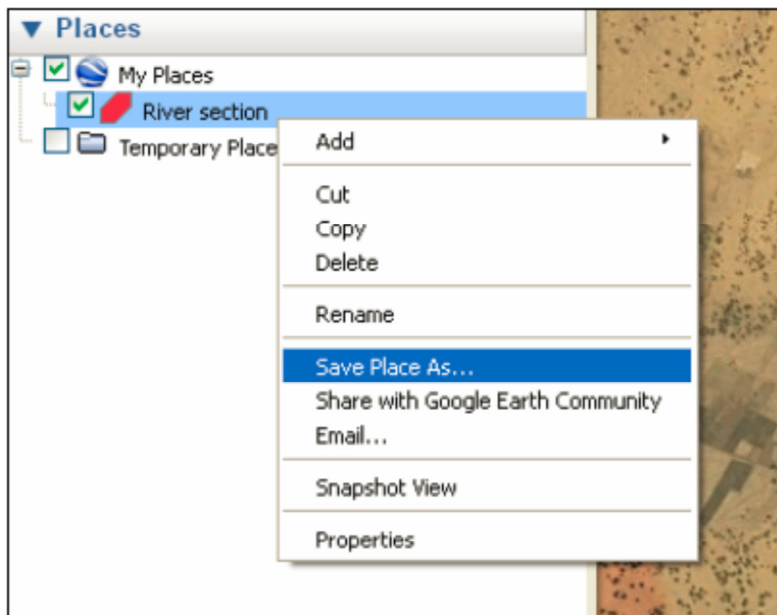 Places
My Places
River section
Temporary Place
Add
Cut
Copy
Delete
Rename
Save Place As...
Share with Google Earth Community
Email...
Snapshot View
Properties